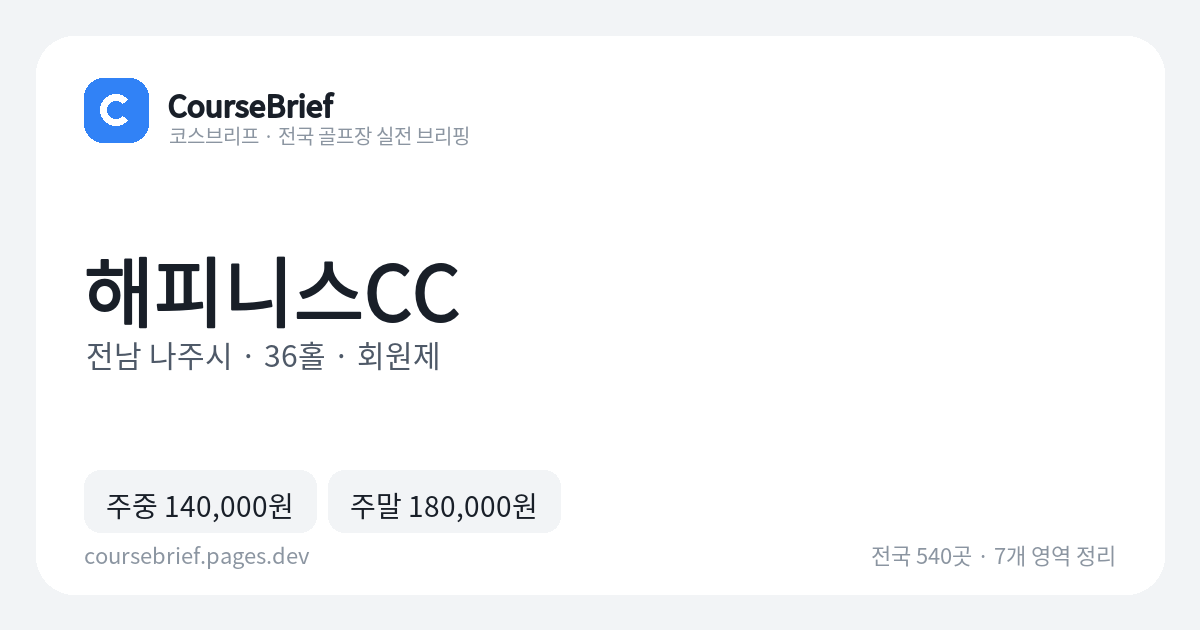 C
CourseBrief
코스브리프 · 전국 골프장 실전 브리핑
해피니스CC
전남 나주시 · 36홀 · 회원제
주중 140,000원 주말 180,000원
coursebrief.pages.dev 전국 540곳 · 7개 영역 정리